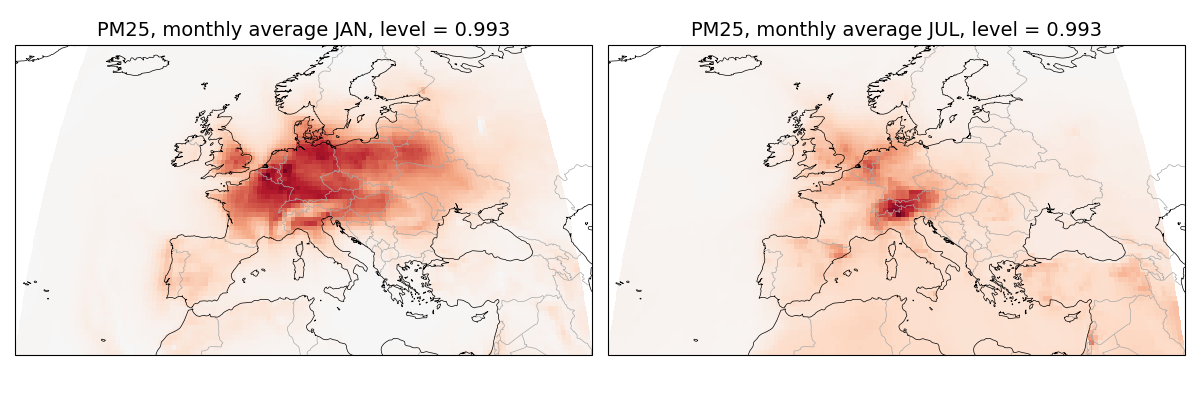 PM25, monthly average JAN, level = 0.993
PM25, monthly average JUL, level = 0.993